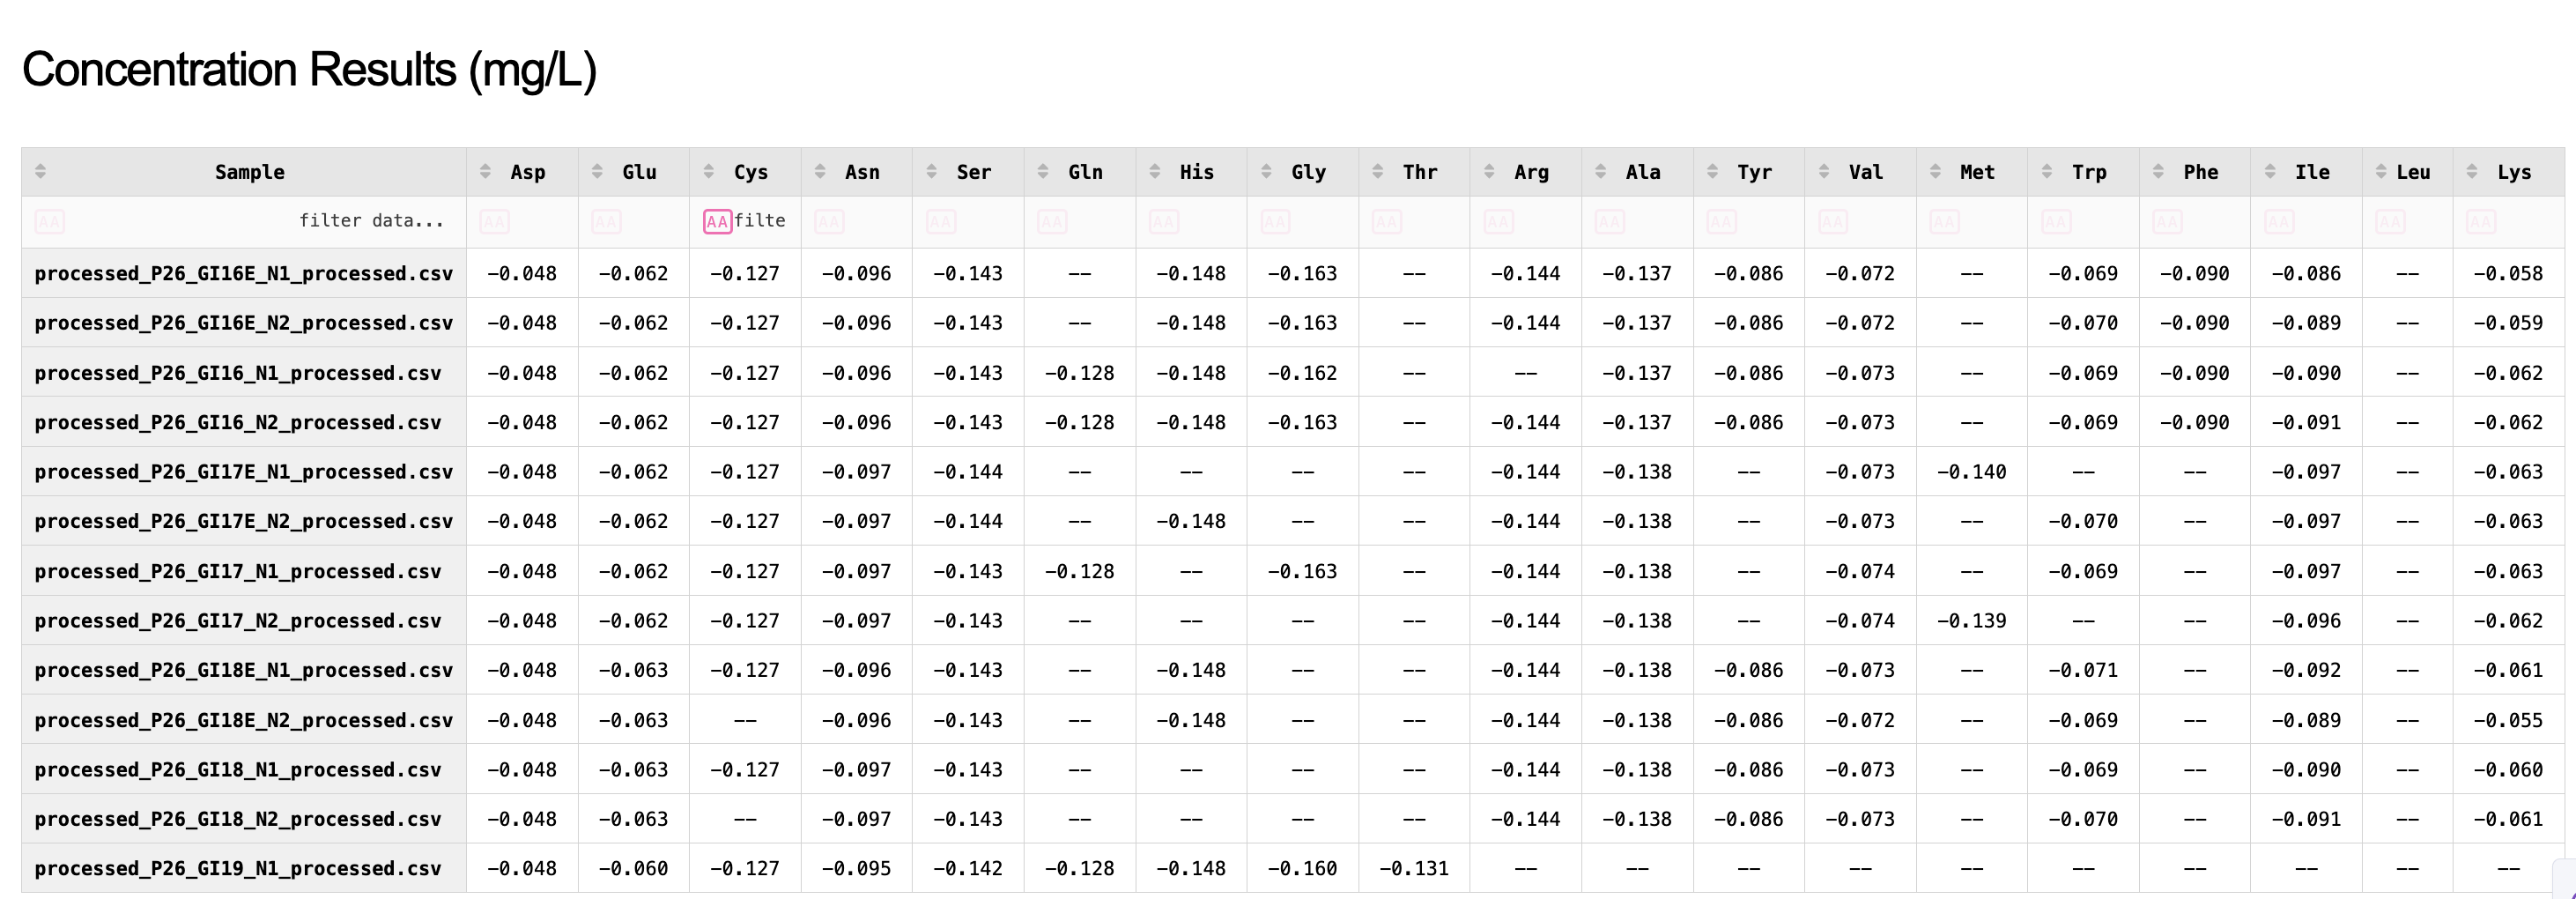 Concentration Results (mg/L)
Sample Asp Glu Cys Asn Ser Gln His Gly Thr Arg Ala Tyr Val Met Trp Phe Ile Leu Lys
AA filter data... AA AA AA filte AA AA AA AA AA AA AA AA AA AA AA AA AA AA AA AA
processed_P26_GI16E_N1_processed.csv -0.048 -0.062 -0.127 -0.096 -0.143 -- -0.148 -0.163 -- -0.144 -0.137 -0.086 -0.072 -- -0.069 -0.090 -0.086 -- -0.058
processed_P26_GI16E_N2_processed.csv -0.048 -0.062 -0.127 -0.096 -0.143 -- -0.148 -0.163 -- -0.144 -0.137 -0.086 -0.072 -- -0.070 -0.090 -0.089 -- -0.059
processed_P26_GI16_N1_processed.csv -0.048 -0.062 -0.127 -0.096 -0.143 -0.128 -0.148 -0.162 -- -- -0.137 -0.086 -0.073 -- -0.069 -0.090 -0.090 -- -0.062
processed_P26_GI16_N2_processed.csv -0.048 -0.062 -0.127 -0.096 -0.143 -0.128 -0.148 -0.163 -- -0.144 -0.137 -0.086 -0.073 -- -0.069 -0.090 -0.091 -- -0.062
processed_P26_GI17E_N1_processed.csv -0.048 -0.062 -0.127 -0.097 -0.144 -- -- -- -- -0.144 -0.138 -- -0.073 -0.140 -- -- -0.097 -- -0.063
processed_P26_GI17E_N2_processed.csv -0.048 -0.062 -0.127 -0.097 -0.144 -- -0.148 -- -- -0.144 -0.138 -- -0.073 -- -0.070 -- -0.097 -- -0.063
processed_P26_GI17_N1_processed.csv -0.048 -0.062 -0.127 -0.097 -0.143 -0.128 -- -0.163 -- -0.144 -0.138 -- -0.074 -- -0.069 -- -0.097 -- -0.063
processed_P26_GI17_N2_processed.csv -0.048 -0.062 -0.127 -0.097 -0.143 -- -- -- -- -0.144 -0.138 -- -0.074 -0.139 -- -- -0.096 -- -0.062
processed_P26_GI18E_N1_processed.csv -0.048 -0.063 -0.127 -0.096 -0.143 -- -0.148 -- -- -0.144 -0.138 -0.086 -0.073 -- -0.071 -- -0.092 -- -0.061
processed_P26_GI18E_N2_processed.csv -0.048 -0.063 -- -0.096 -0.143 -- -0.148 -- -- -0.144 -0.138 -0.086 -0.072 -- -0.069 -- -0.089 -- -0.055
processed_P26_GI18_N1_processed.csv -0.048 -0.063 -0.127 -0.097 -0.143 -- -- -- -- -0.144 -0.138 -0.086 -0.073 -- -0.069 -- -0.090 -- -0.060
processed_P26_GI18_N2_processed.csv -0.048 -0.063 -- -0.097 -0.143 -- -- -- -- -0.144 -0.138 -0.086 -0.073 -- -0.070 -- -0.091 -- -0.061
processed_P26_GI19_N1_processed.csv -0.048 -0.060 -0.127 -0.095 -0.142 -0.128 -0.148 -0.160 -0.131 -- -- -- -- -- -- -- -- -- --